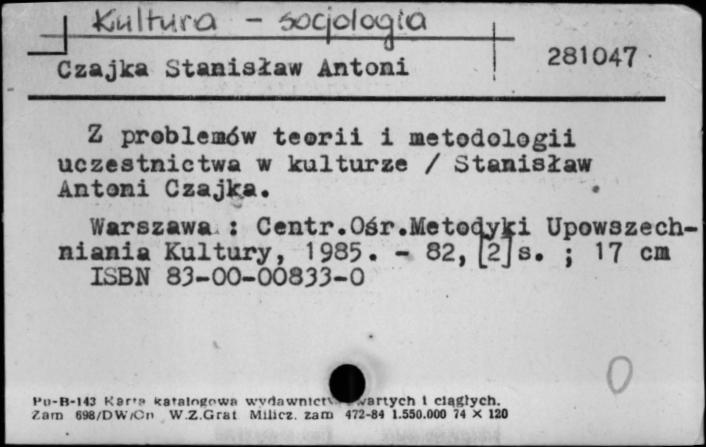 Kultura - socjologia
Czajka Stanisław Antoni
281047
Z problemów teorii i metodologii
uczestnictwa w kulturze / Stanisław
Antoni Czajka.
Warszawa : Centr.Ośr.Metodyki Upowszech-
niania Kultury, 1985. - 82, [2] s. ; 17 cm
ISBN 83-00-00833-0
0
Pu-B-143 Karta katalogowa wydawnictw zwartych i ciągłych.
Zam 698/DW/Cn W.Z.Graf Milicz. zam 472-84 1.550.000 74 X 120